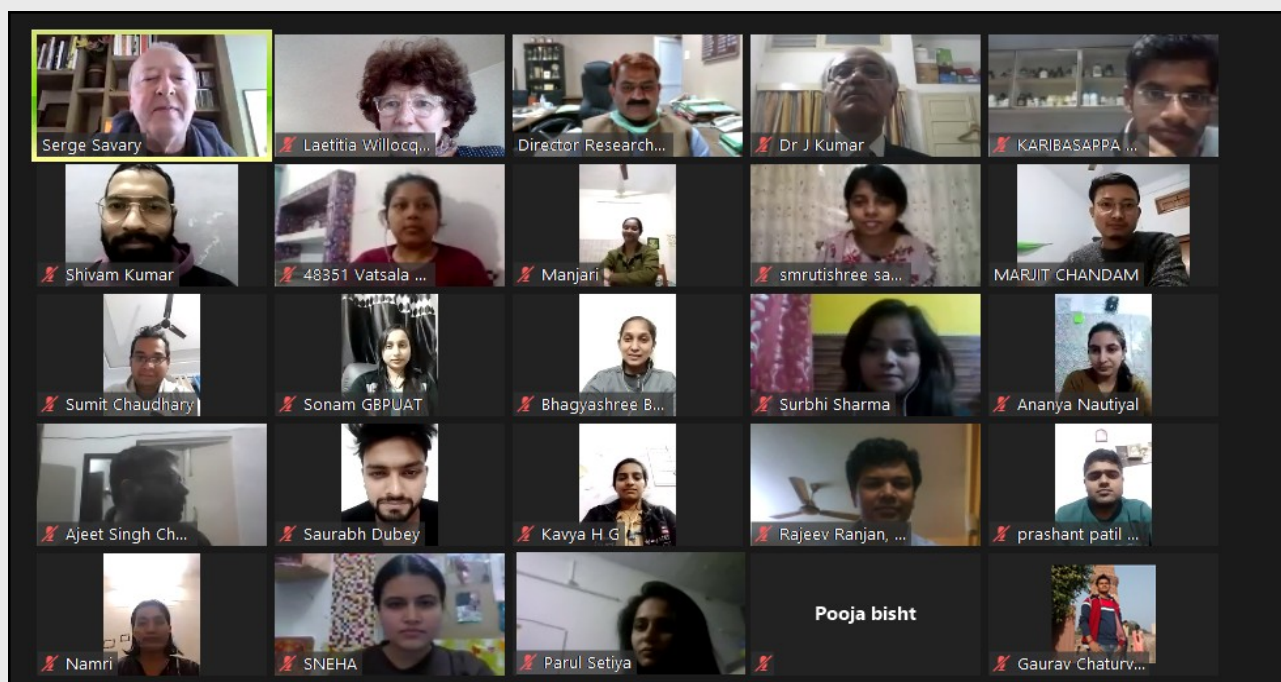 Serge Savary
Laetitia Willocq...
Director Research...
Dr J Kumar
KARIBASAPPA ...
Shivam Kumar
48351 Vatsala ...
Manjari
smrutishree sa...
MARJIT CHANDAM
Sumit Chaudhary
Sonam GBPUAT
Bhagyashree B...
Surbhi Sharma
Ananya Nautiyal
Ajeet Singh Ch...
Saurabh Dubey
Kavya H G
Rajeev Ranjan, ...
prashant patil ...
Namri
SNEHA
Parul Setiya
Pooja bisht
Gaurav Chaturv...